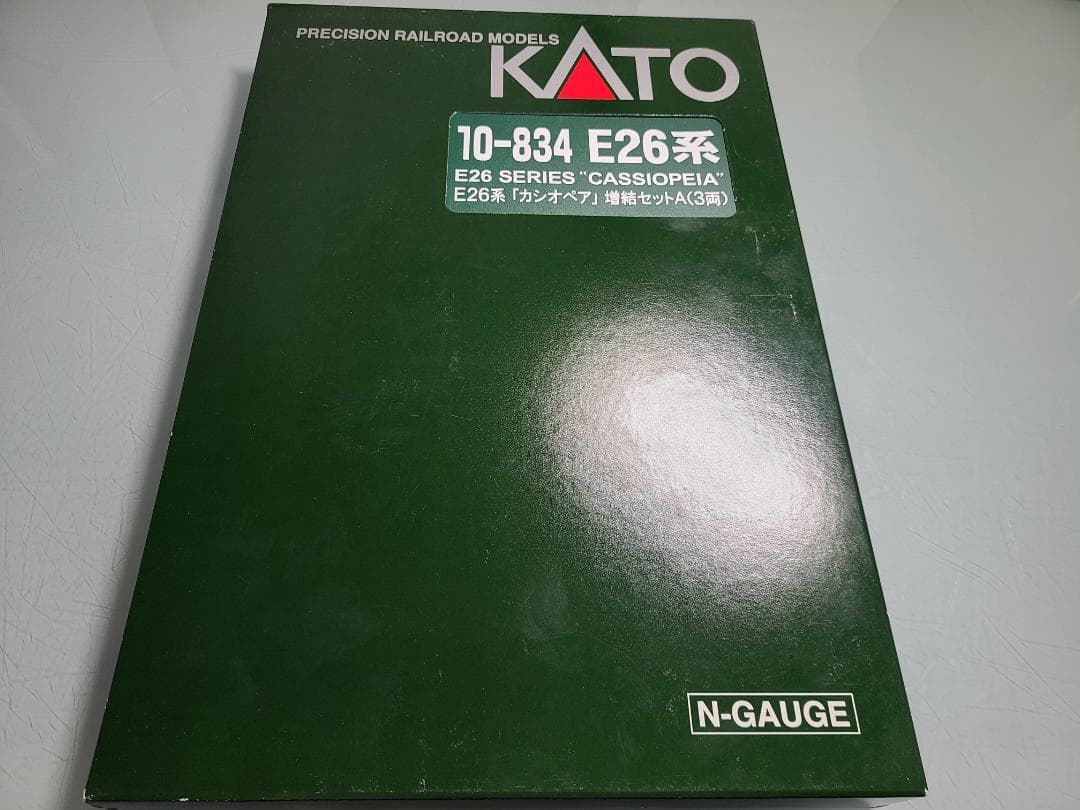 PRECISION RAILROAD MODELS
KATO
10-834 E26系
E26 SERIES "CASSIOPEIA"
E26系「カシオペア」増結セットA(3両)
N-GAUGE